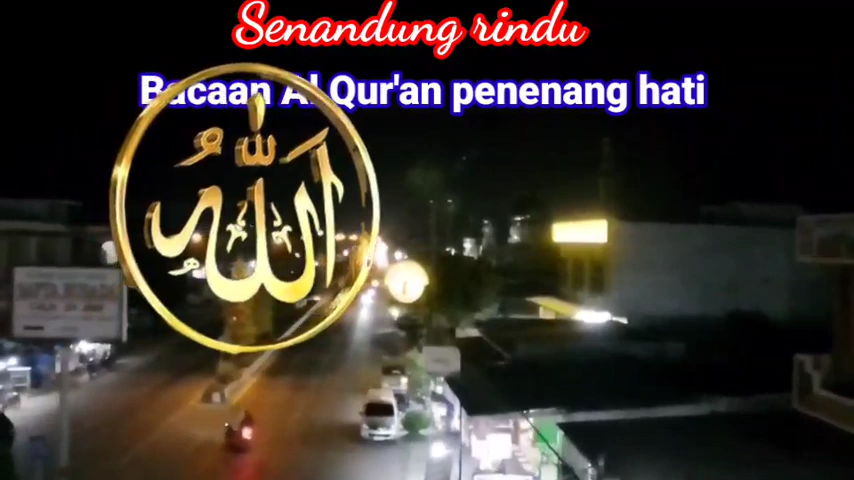 Senandung rindu
Bacaan Al Qur'an penenang hati
الله